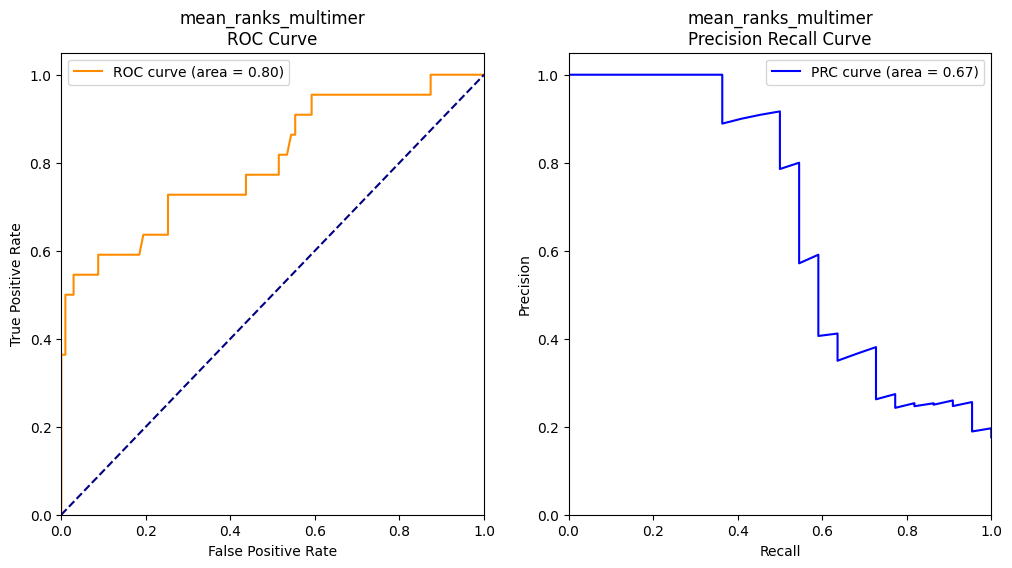 mean_ranks_multimer
ROC Curve
ROC curve (area = 0.80)
1.0
0.8
0.6
0.4
0.2
0.0
True Positive Rate
0.0 0.2 0.4 0.6 0.8 1.0
False Positive Rate
mean_ranks_multimer
Precision Recall Curve
PRC curve (area = 0.67)
1.0
0.8
0.6
0.4
0.2
0.0
Precision
0.0 0.2 0.4 0.6 0.8 1.0
Recall